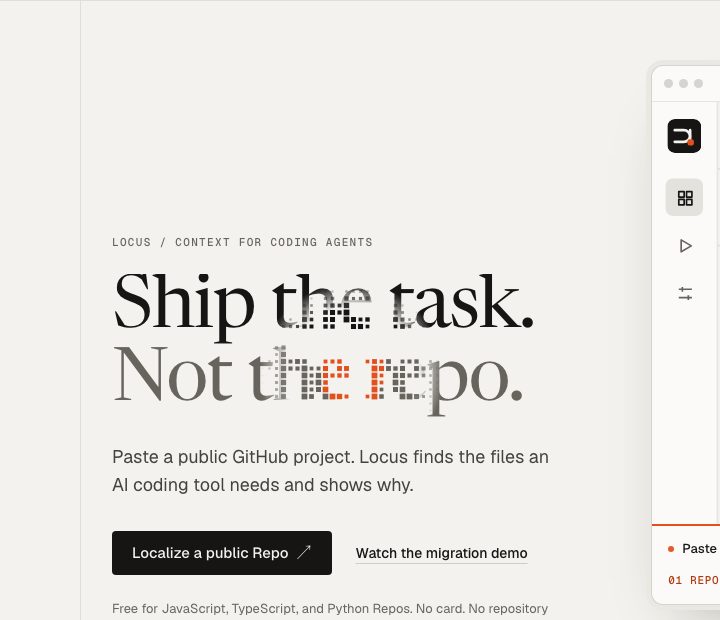 LOCUS / CONTEXT FOR CODING AGENTS
Ship the task.
Not the repo.
Paste a public GitHub project. Locus finds the files an
AI coding tool needs and shows why.
Localize a public Repo ↗
Watch the migration demo
Free for JavaScript, TypeScript, and Python Repos. No card. No repository
Paste
01 REPO